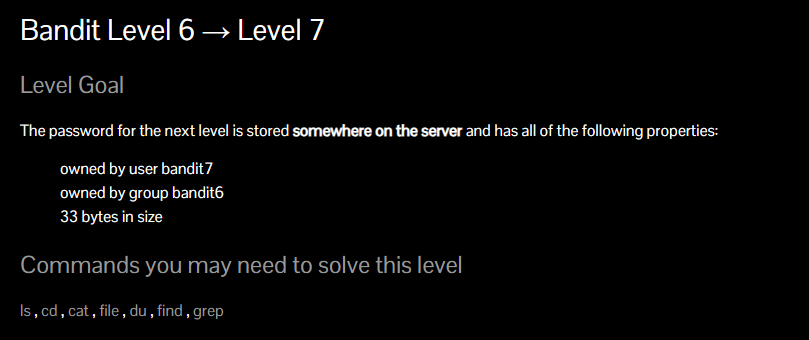 Bandit Level 6 → Level 7
Level Goal
The password for the next level is stored somewhere on the server and has all of the following properties:
owned by user bandit7
owned by group bandit6
33 bytes in size
Commands you may need to solve this level
ls , cd , cat , file , du , find , grep